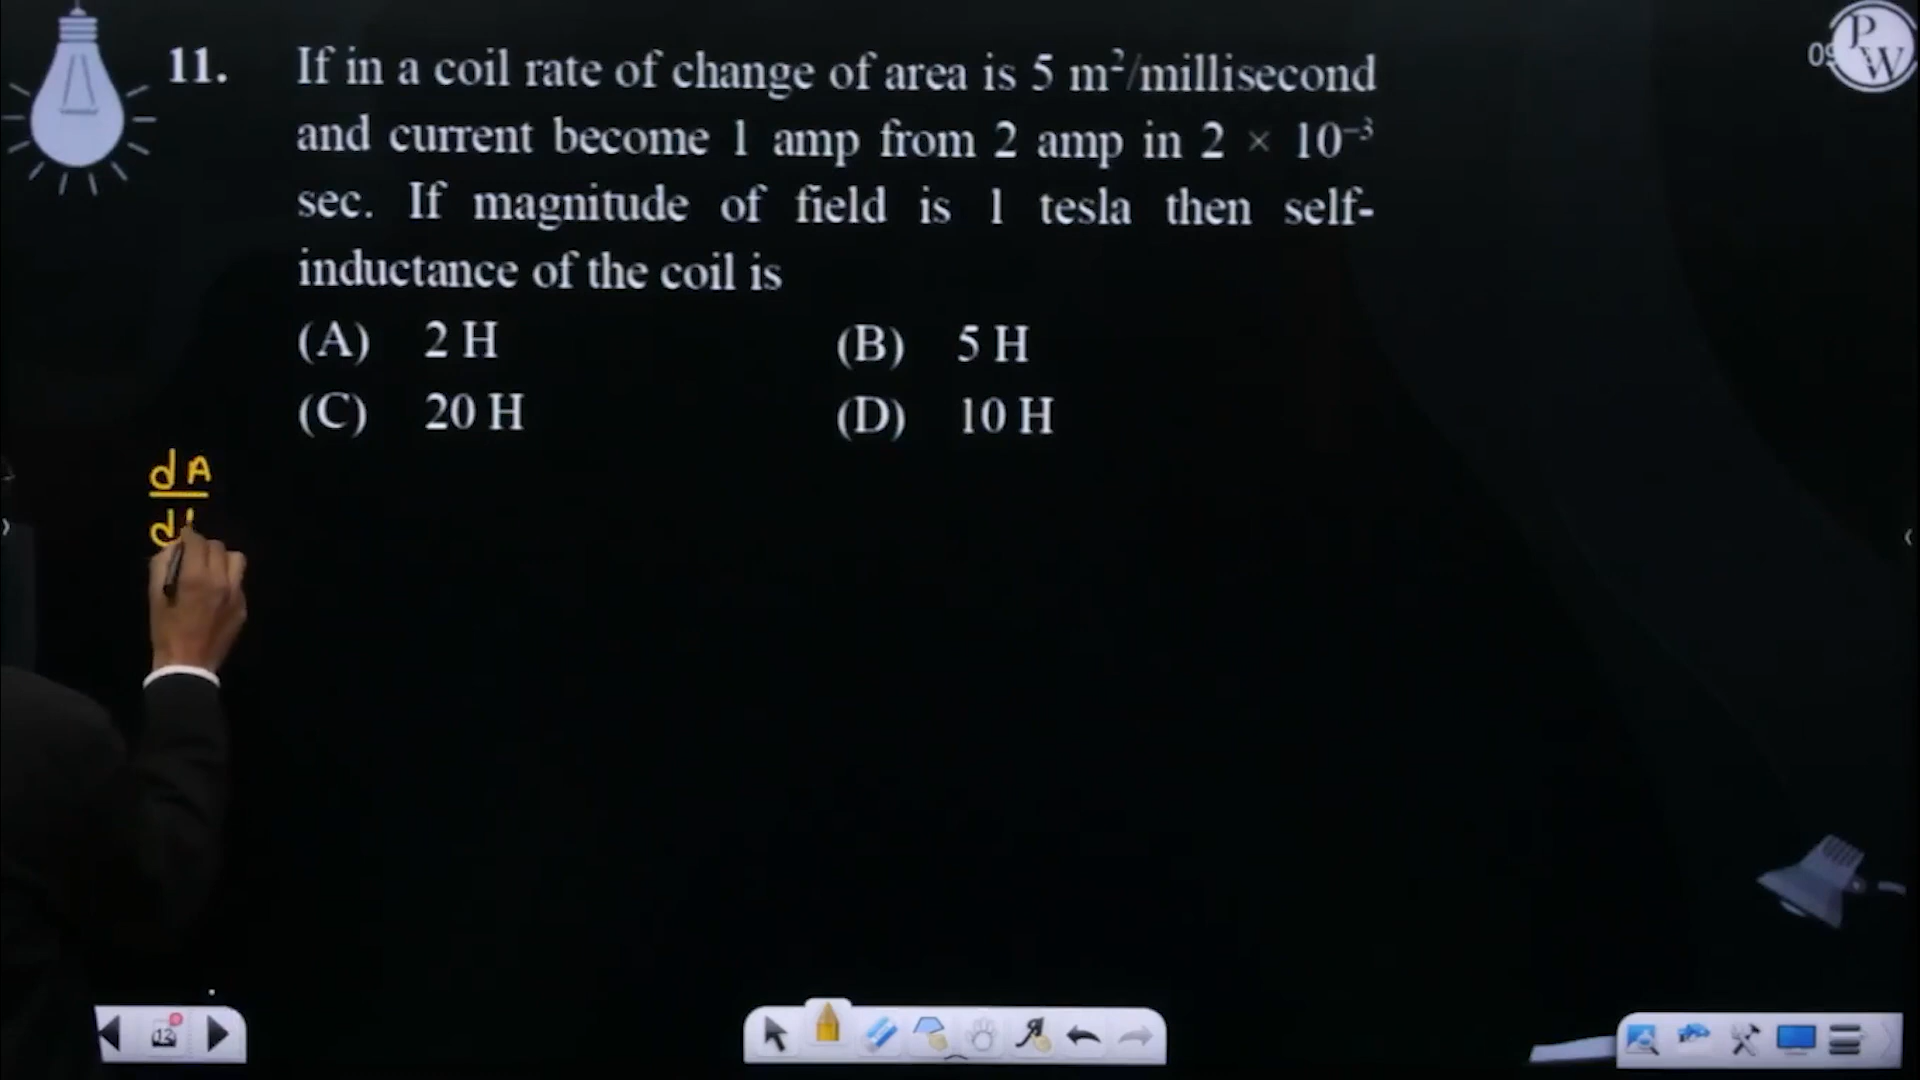 11. If in a coil rate of change of area is 5 m²/millisecond
and current become 1 amp from 2 amp in 2 × 10⁻³
sec. If magnitude of field is 1 tesla then self-
inductance of the coil is
(A) 2 H (B) 5 H
(C) 20 H (D) 10 H
dA
PW
12